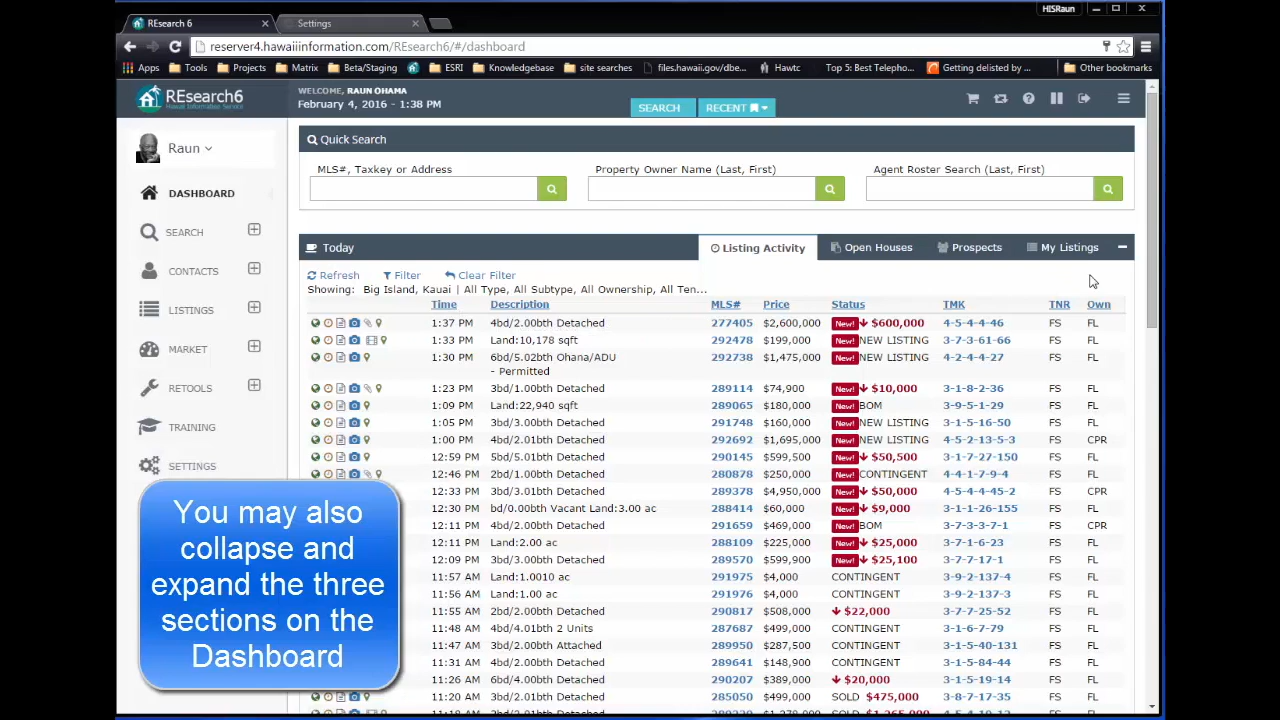 HISRaun
REsearch 6
Settings
reserver4.hawaiiinformation.com/REsearch6/#/dashboard
Apps Tools Projects Matrix Beta/Staging ESRI Knowledgebase site searches files.hawaii.gov/dbe... Hawtc Top 5: Best Telepho... Getting delisted by ... Other bookmarks
REsearch6
Hawaii Information Service
WELCOME, RAUN OHAMA
February 4, 2016 - 1:38 PM
SEARCH RECENT
Raun
DASHBOARD
SEARCH
CONTACTS
LISTINGS
MARKET
RETOOLS
TRAINING
SETTINGS
Quick Search
MLS#, Taxkey or Address Property Owner Name (Last, First) Agent Roster Search (Last, First)
Today Listing Activity Open Houses Prospects My Listings
Refresh Filter Clear Filter
Showing: Big Island, Kauai | All Type, All Subtype, All Ownership, All Ten...
Time Description MLS# Price Status TMK TNR Own
1:37 PM 4bd/2.00bth Detached 277405 $2,600,000 New! $600,000 4-5-4-4-46 FS FL
1:33 PM Land:10,178 sqft 292478 $199,000 New! NEW LISTING 3-7-3-61-66 FS FL
1:30 PM 6bd/5.02bth Ohana/ADU 292738 $1,475,000 New! NEW LISTING 4-2-4-4-27 FS FL
- Permitted
1:23 PM 3bd/1.00bth Detached 289114 $74,900 New! $10,000 3-1-8-2-36 FS FL
1:09 PM Land:22,940 sqft 289065 $180,000 New! BOM 3-9-5-1-29 FS FL
1:05 PM 3bd/3.00bth Detached 291748 $160,000 New! NEW LISTING 3-1-5-16-50 FS FL
1:00 PM 4bd/2.01bth Detached 292692 $1,695,000 New! NEW LISTING 4-5-2-13-5-3 FS CPR
12:59 PM 5bd/5.01bth Detached 290145 $599,500 New! $50,500 3-1-7-27-150 FS FL
12:46 PM 2bd/1.00bth Detached 280878 $250,000 New! CONTINGENT 4-4-1-7-9-4 FS FL
12:33 PM 3bd/3.01bth Detached 289378 $4,950,000 New! $50,000 4-5-4-4-45-2 FS CPR
12:30 PM bd/0.00bth Vacant Land:3.00 ac 288414 $60,000 New! $9,000 3-1-1-26-155 FS FL
12:11 PM 4bd/2.00bth Detached 291659 $469,000 New! BOM 3-7-3-3-7-1 FS CPR
12:11 PM Land:2.00 ac 288109 $225,000 New! $25,000 3-7-1-6-23 FS FL
12:09 PM 3bd/3.00bth Detached 289570 $599,900 New! $25,100 3-7-7-17-1 FS FL
11:57 AM Land:1.0010 ac 291975 $4,000 CONTINGENT 3-9-2-137-4 FS FL
11:56 AM Land:1.00 ac 291976 $4,000 CONTINGENT 3-9-2-137-3 FS FL
11:55 AM 2bd/2.00bth Detached 290817 $508,000 $22,000 3-7-7-25-52 FS FL
11:48 AM 4bd/4.01bth 2 Units 287687 $499,000 CONTINGENT 3-1-6-7-79 FS FL
11:47 AM 3bd/2.00bth Attached 289950 $287,500 CONTINGENT 3-1-5-40-131 FS FL
11:31 AM 4bd/2.00bth Detached 289641 $148,900 CONTINGENT 3-1-5-84-44 FS FL
11:26 AM 6bd/4.00bth Detached 290207 $389,000 $20,000 3-1-5-19-14 FS FL
11:20 AM 3bd/2.01bth Detached 285050 $499,000 SOLD $475,000 3-8-7-17-35 FS FL
You may also
collapse and
expand the three
sections on the
Dashboard